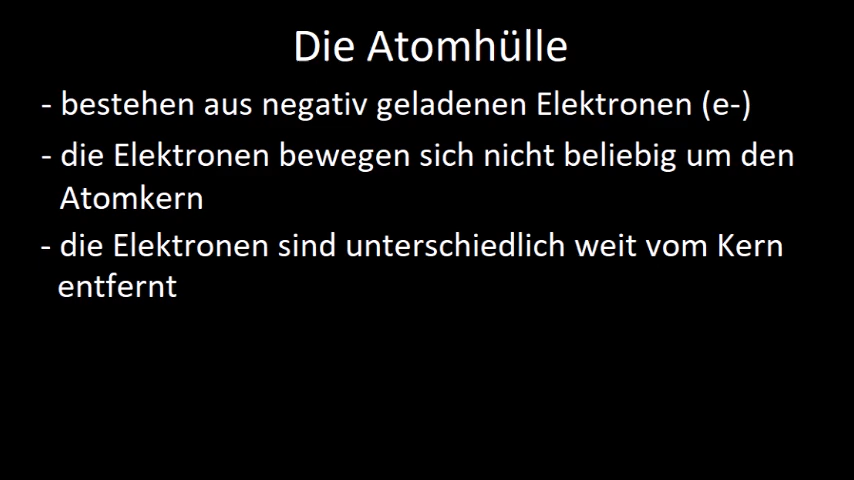 Die Atomhülle
- bestehen aus negativ geladenen Elektronen (e-)
- die Elektronen bewegen sich nicht beliebig um den
Atomkern
- die Elektronen sind unterschiedlich weit vom Kern
entfernt